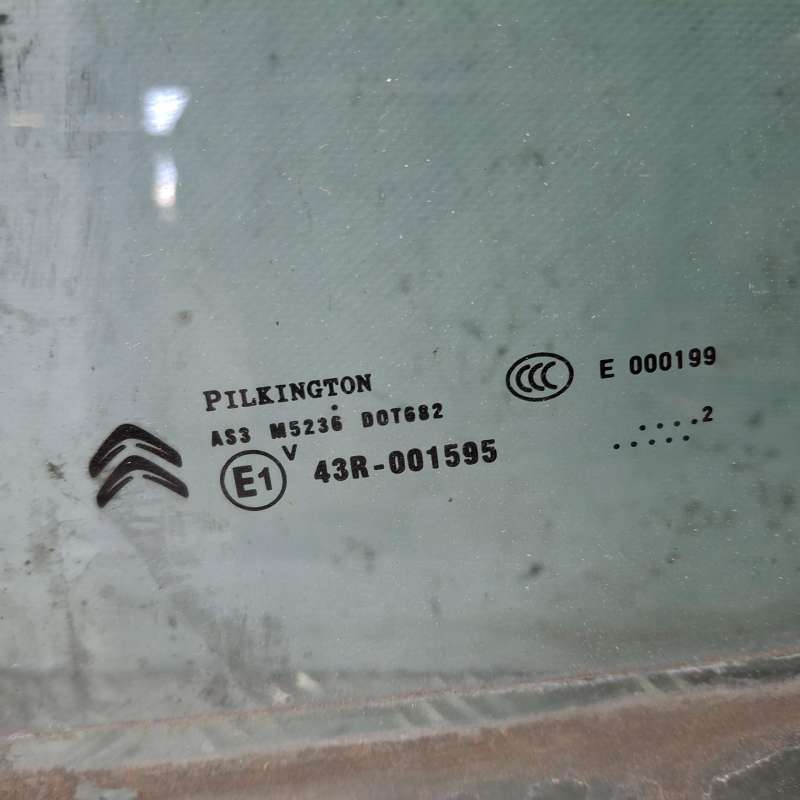 PILKINGTON
AS3 M5236 DOT682
E1 V 43R-001595
CCC E 000199
.....2
......